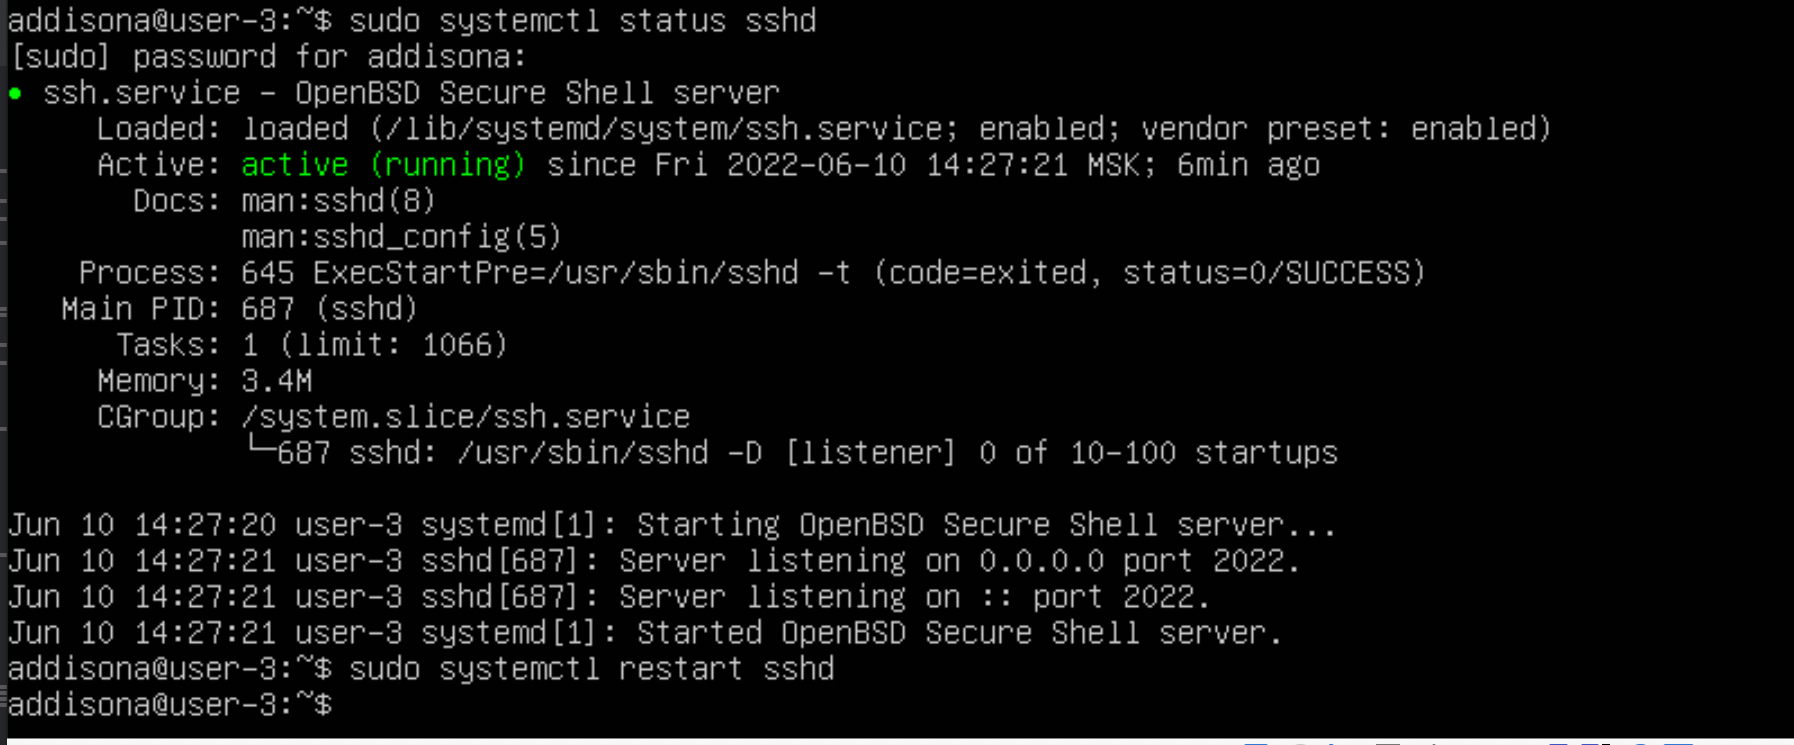 addisona@user-3:~$ sudo systemctl status sshd
[sudo] password for addisona:
● ssh.service - OpenBSD Secure Shell server
Loaded: loaded (/lib/systemd/system/ssh.service; enabled; vendor preset: enabled)
Active: active (running) since Fri 2022-06-10 14:27:21 MSK; 6min ago
Docs: man:sshd(8)
man:sshd_config(5)
Process: 645 ExecStartPre=/usr/sbin/sshd -t (code=exited, status=0/SUCCESS)
Main PID: 687 (sshd)
Tasks: 1 (limit: 1066)
Memory: 3.4M
CGroup: /system.slice/ssh.service
└─687 sshd: /usr/sbin/sshd -D [listener] 0 of 10-100 startups
Jun 10 14:27:20 user-3 systemd[1]: Starting OpenBSD Secure Shell server...
Jun 10 14:27:21 user-3 sshd[687]: Server listening on 0.0.0.0 port 2022.
Jun 10 14:27:21 user-3 sshd[687]: Server listening on :: port 2022.
Jun 10 14:27:21 user-3 systemd[1]: Started OpenBSD Secure Shell server.
addisona@user-3:~$ sudo systemctl restart sshd
addisona@user-3:~$